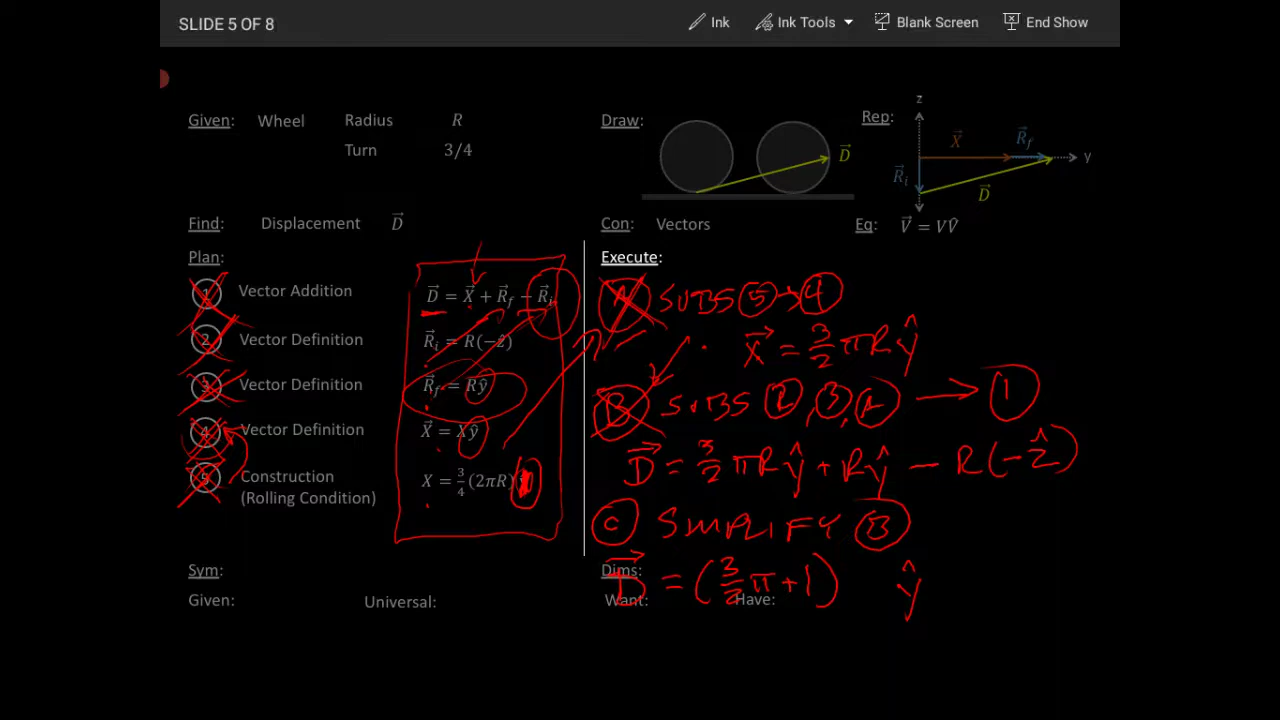 SLIDE 5 OF 8 Ink Ink Tools Blank Screen End Show
Given: Wheel Radius R
Turn 3/4
Draw: D⃗
Rep: z X⃗ R⃗f y R⃗i D⃗
Find: Displacement D⃗
Con: Vectors Eq: V⃗ = VV̂
Plan:
1 Vector Addition D⃗ = X⃗ + R⃗f − R⃗i
2 Vector Definition R⃗i = R(−ẑ)
3 Vector Definition R⃗f = Rŷ
4 Vector Definition X⃗ = Xŷ
5 Construction X = 3/4 (2πR)
(Rolling Condition)
Execute:
A SUBS 5 → 4
X⃗ = 3/2 πR ŷ
B SUBS 2, 3, A → 1
D⃗ = 3/2 πR ŷ + R ŷ − R(−ẑ)
C SIMPLIFY B
D⃗ = (3/2 π + 1) ŷ
Sym: Dims:
Given: Universal: Want: Have: